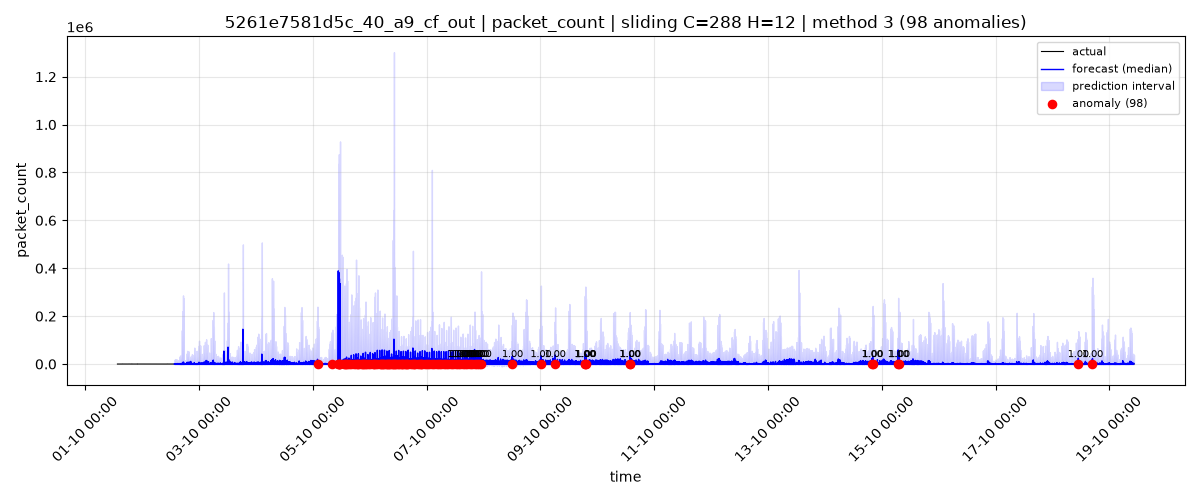 5261e7581d5c_40_a9_cf_out | packet_count | sliding C=288 H=12 | method 3 (98 anomalies)
1e6
actual
forecast (median)
prediction interval
anomaly (98)
packet_count
1.2
1.0
0.8
0.6
0.4
0.2
0.0
1.00 1.00 1.00 1.00 1.00 1.00 1.00 1.00
01-10 00:00
03-10 00:00
05-10 00:00
07-10 00:00
09-10 00:00
11-10 00:00
13-10 00:00
15-10 00:00
17-10 00:00
19-10 00:00
time